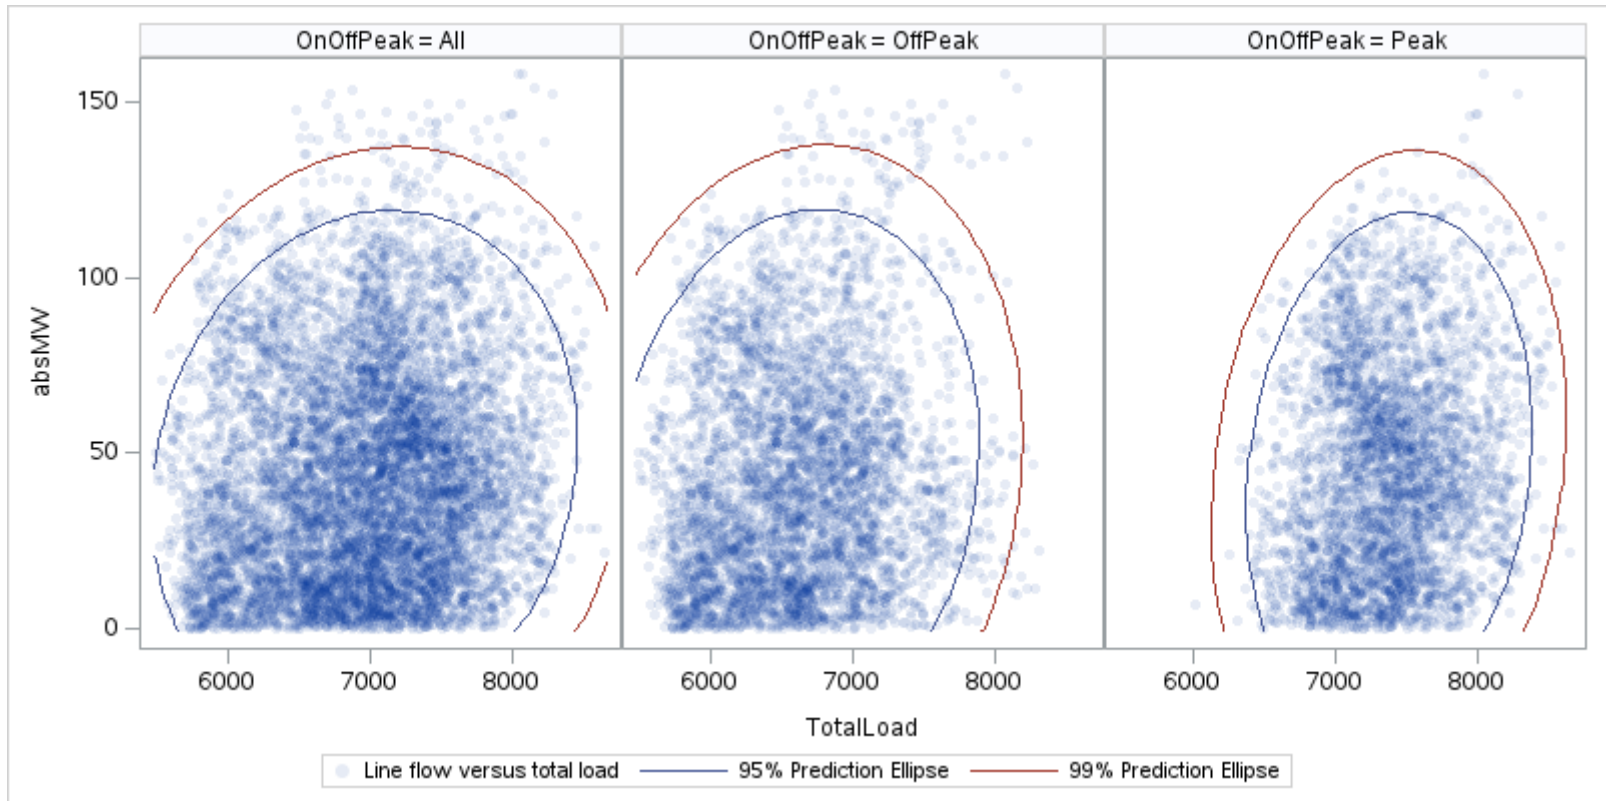 OnOffPeak = All
OnOffPeak = OffPeak
OnOffPeak = Peak
150
100
50
0
absMW
6000 7000 8000
6000 7000 8000
6000 7000 8000
TotalLoad
Line flow versus total load
95% Prediction Ellipse
99% Prediction Ellipse